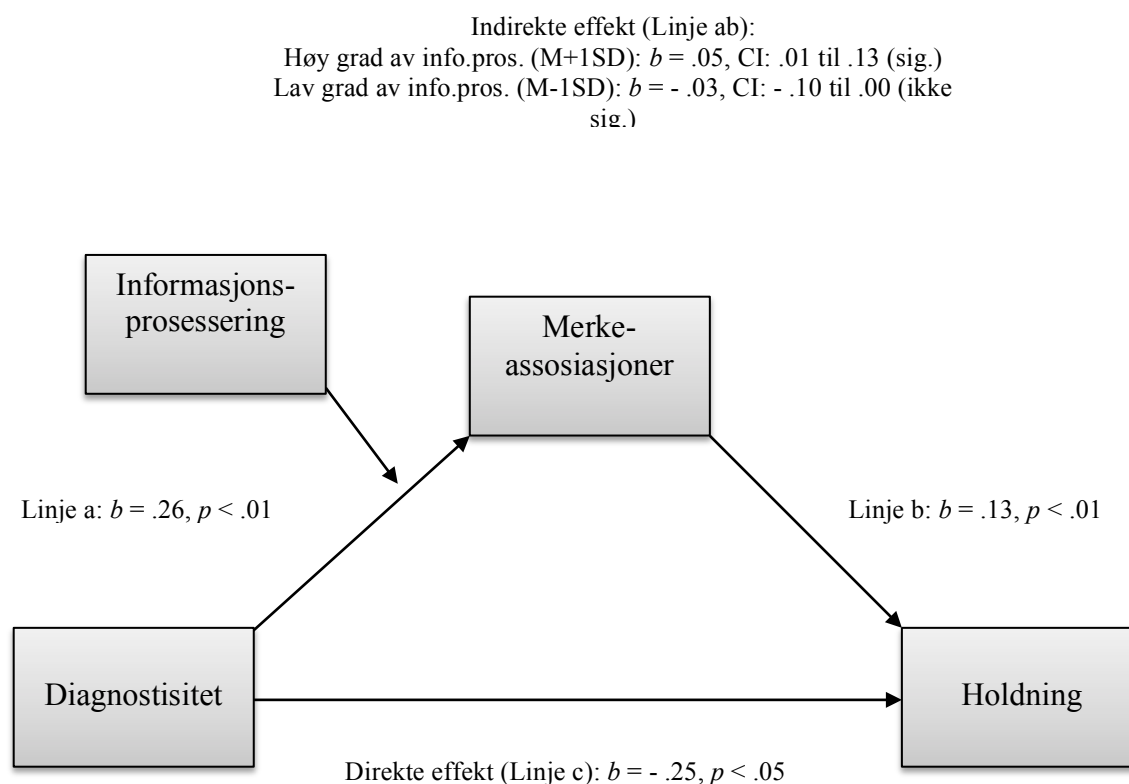 Indirekte effekt (Linje ab):
Høy grad av info.pros. (M+1SD): b = .05, CI: .01 til .13 (sig.)
Lav grad av info.pros. (M-1SD): b = - .03, CI: - .10 til .00 (ikke
sig.)
Informasjons-
prosessering
Merke-
assosiasjoner
Linje a: b = .26, p < .01
Linje b: b = .13, p < .01
Diagnostisitet
Holdning
Direkte effekt (Linje c): b = - .25, p < .05